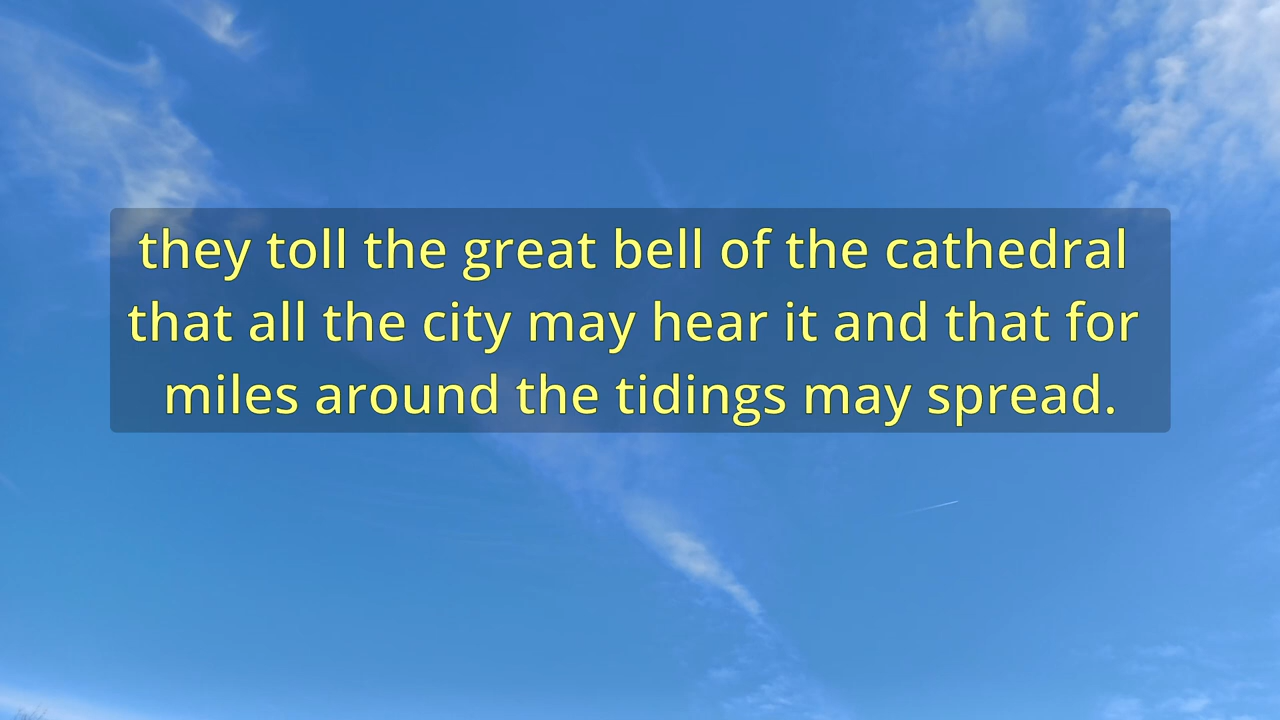 they toll the great bell of the cathedral
that all the city may hear it and that for
miles around the tidings may spread.